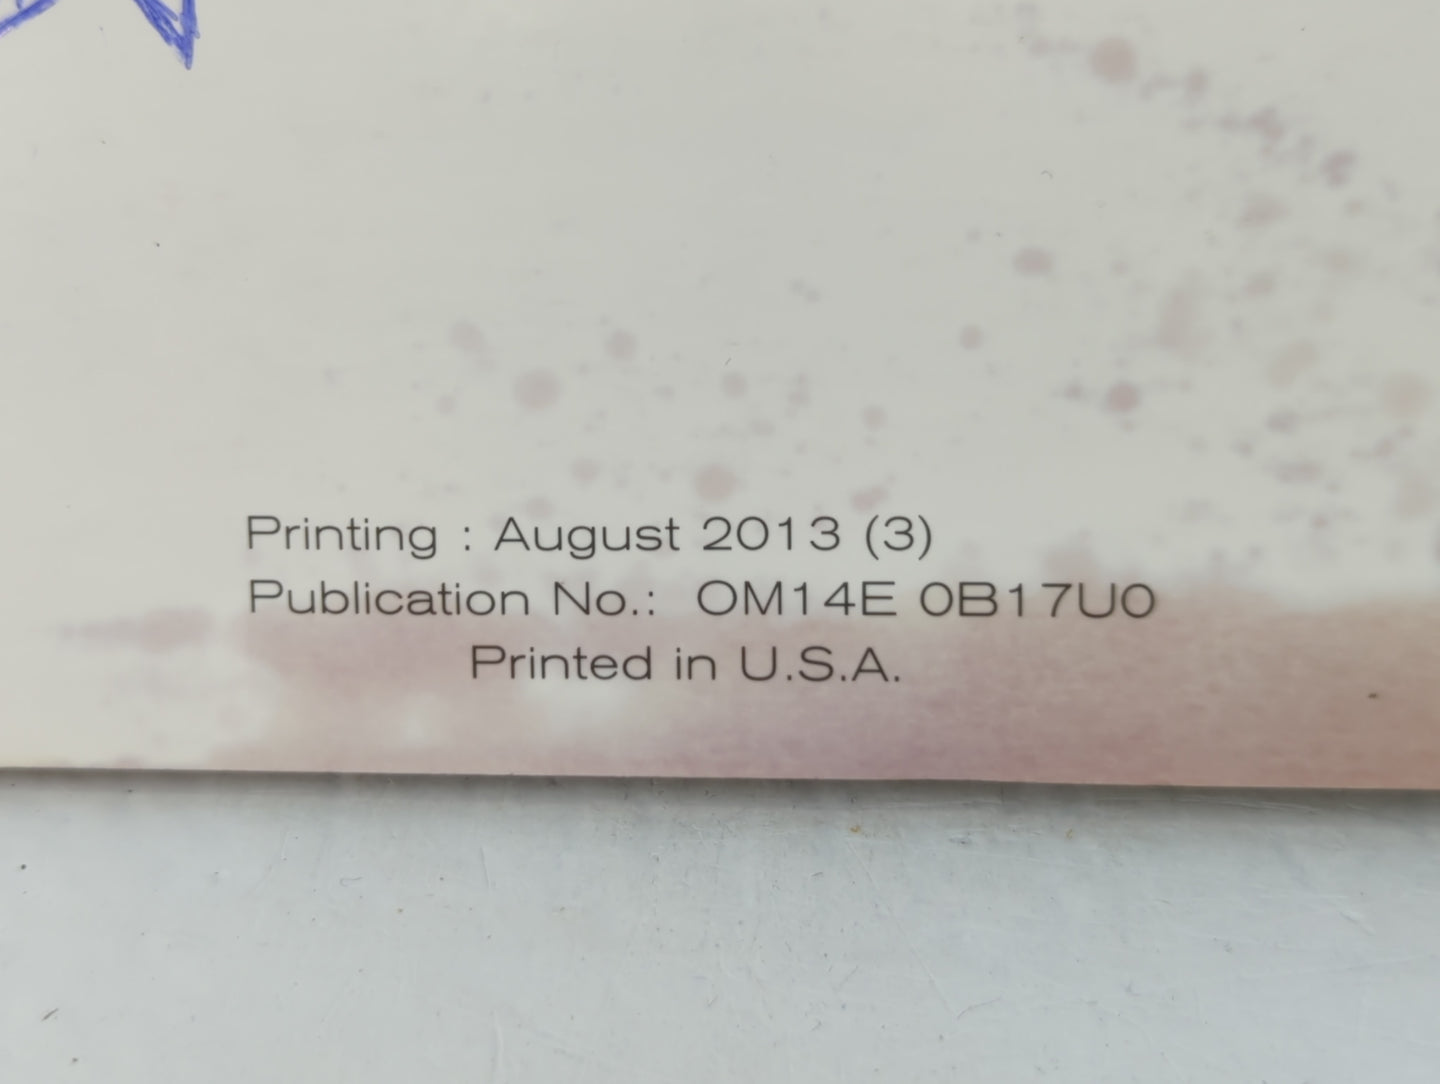 Printing : August 2013 (3)
Publication No.: OM14E 0B17U0
Printed in U.S.A.